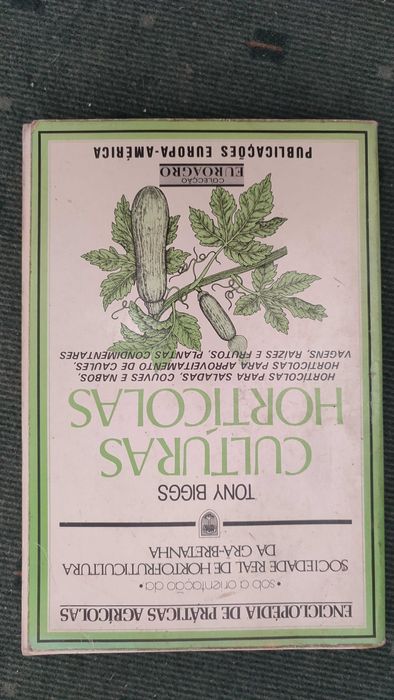 ENCICLOPÉDIA DE PRÁTICAS AGRÍCOLAS
• sob a orientação da •
SOCIEDADE REAL DE HORTOFRUTICULTURA
DA GRÃ-BRETANHA
TONY BIGGS
CULTURAS
HORTÍCOLAS
HORTÍCOLAS PARA SALADAS, COUVES E NABOS,
HORTÍCOLAS PARA APROVEITAMENTO DE CAULES,
VAGENS, RAÍZES E FRUTOS, PLANTAS CONDIMENTARES
COLECÇÃO
EUROAGRO
PUBLICAÇÕES EUROPA-AMÉRICA